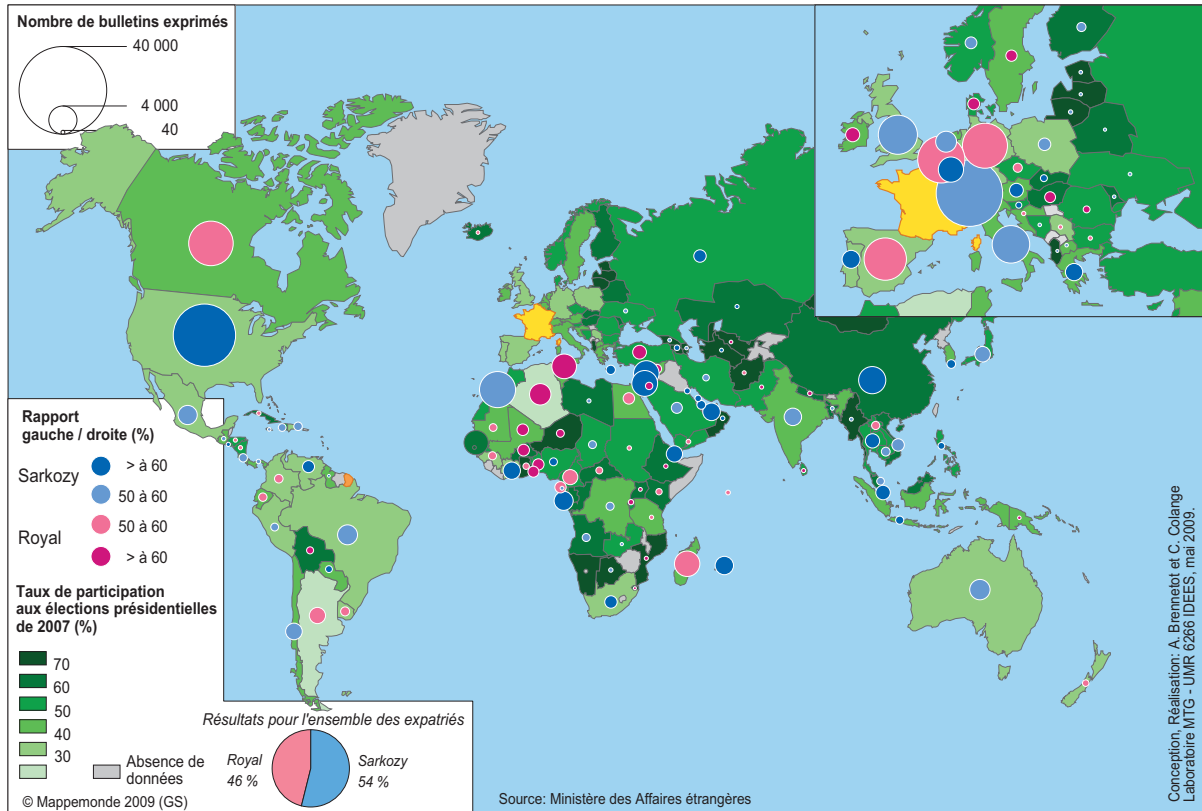 Nombre de bulletins exprimés
40 000
4 000
40
Rapport
gauche / droite (%)
Sarkozy
> à 60
50 à 60
Royal
50 à 60
> à 60
Taux de participation
aux élections présidentielles
de 2007 (%)
70
60
50
40
30
Absence de
données
© Mappemonde 2009 (GS)
Résultats pour l'ensemble des expatriés
Royal
46 %
Sarkozy
54 %
Source: Ministère des Affaires étrangères
Conception, Réalisation: A. Brennetot et C. Colange
Laboratoire MTG - UMR 6266 IDEES, mai 2009.